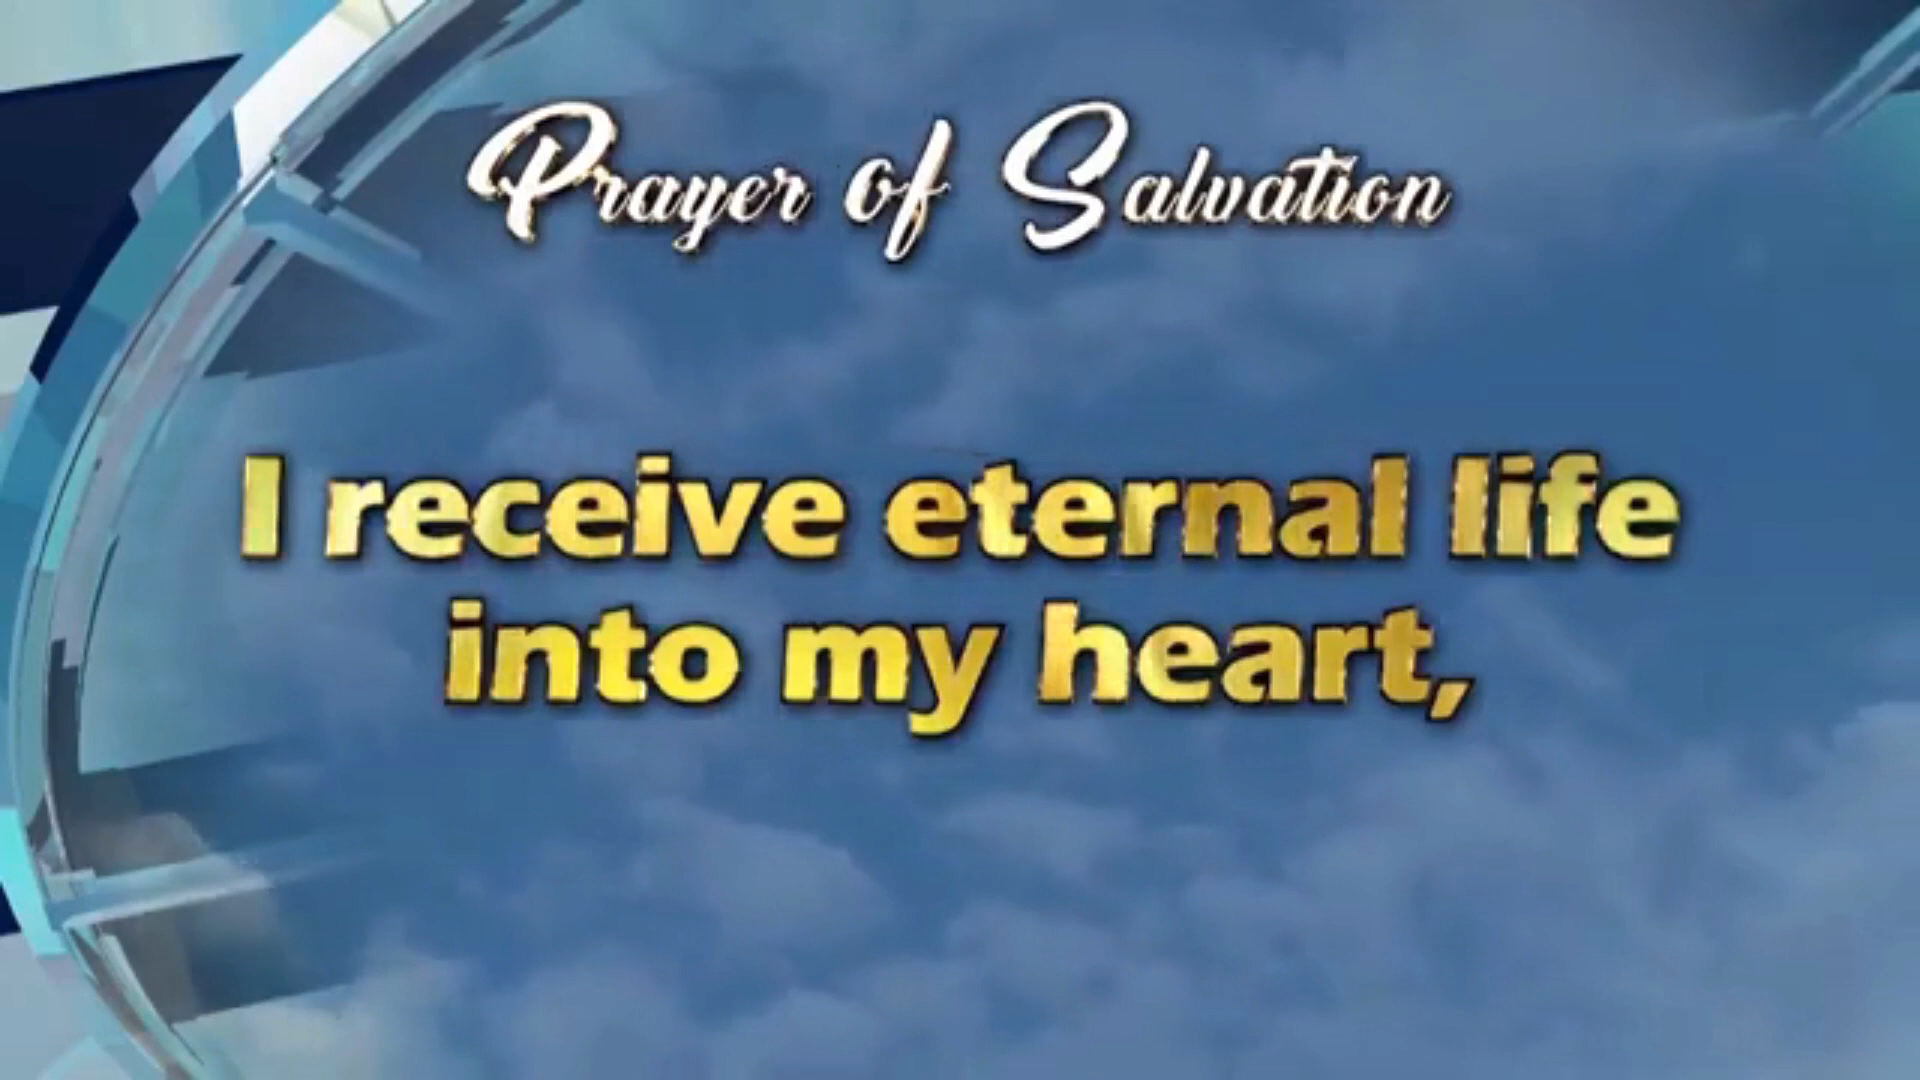 Prayer of Salvation
I receive eternal life
into my heart,